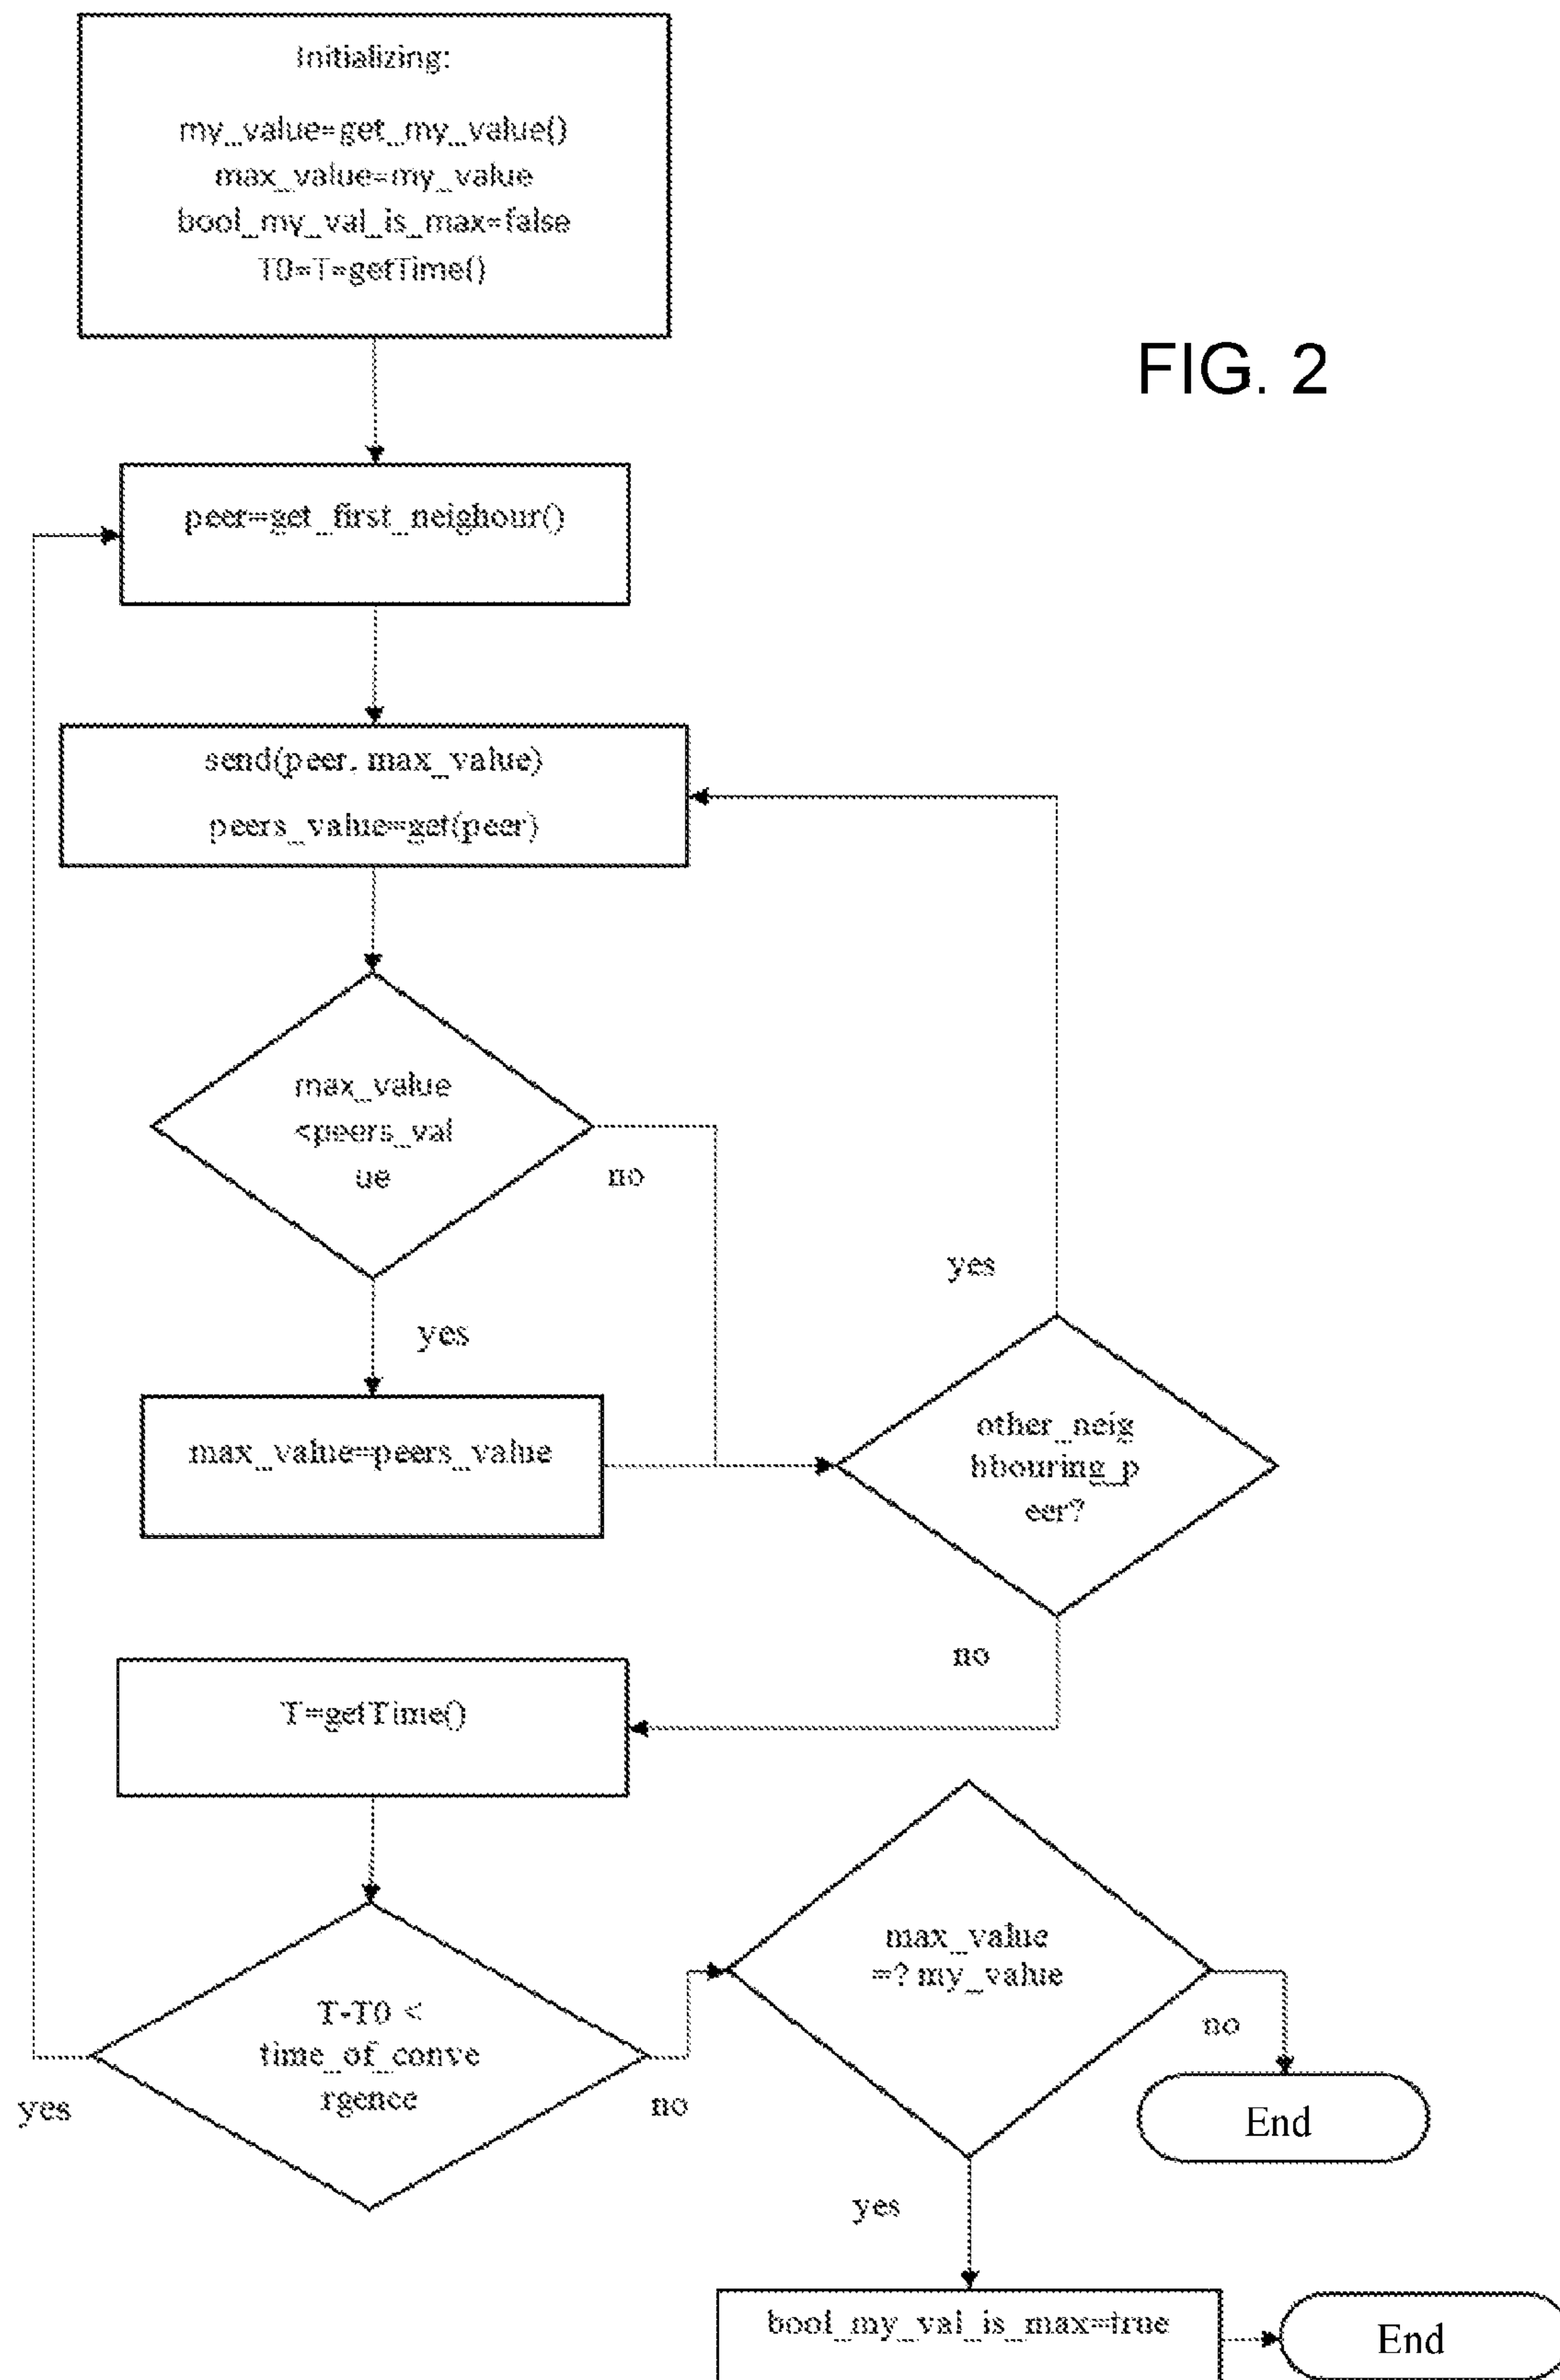 Initializing:
my_value=get_my_value()
max_value=my_value
bool_my_val_is_max=false
T0=T=getTime()
FIG. 2
peer=get_first_neighour()
send(peer, max_value)
peers_value=get(peer)
max_value
<peers_val
ue
no
yes
yes
max_value=peers_value
other_neig
hbouring_p
eer?
no
T=getTime()
max_value
=? my_value
T-T0 <
time_of_conve
rgence
no
yes
no
End
yes
bool_my_val_is_max=true
End